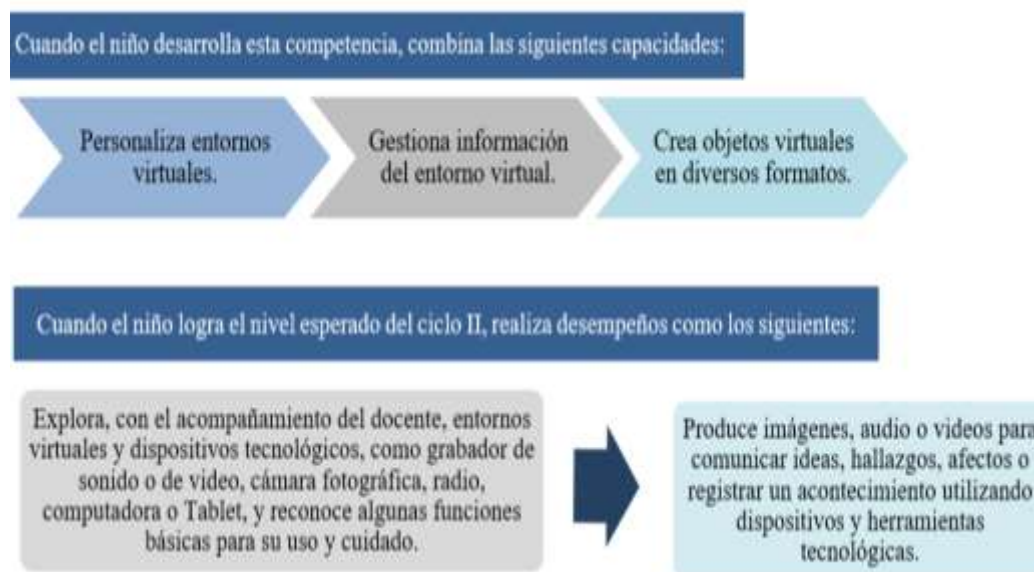 Cuando el niño desarrolla esta competencia, combina las siguientes capacidades:
Personaliza entornos
virtuales.
Gestiona información
del entorno virtual.
Crea objetos virtuales
en diversos formatos.
Cuando el niño logra el nivel esperado del ciclo II, realiza desempeños como los siguientes:
Explora, con el acompañamiento del docente, entornos
virtuales y dispositivos tecnológicos, como grabador de
sonido o de video, cámara fotográfica, radio,
computadora o Tablet, y reconoce algunas funciones
básicas para su uso y cuidado.
Produce imágenes, audio o videos para
comunicar ideas, hallazgos, afectos o
registrar un acontecimiento utilizando
dispositivos y herramientas
tecnológicas.